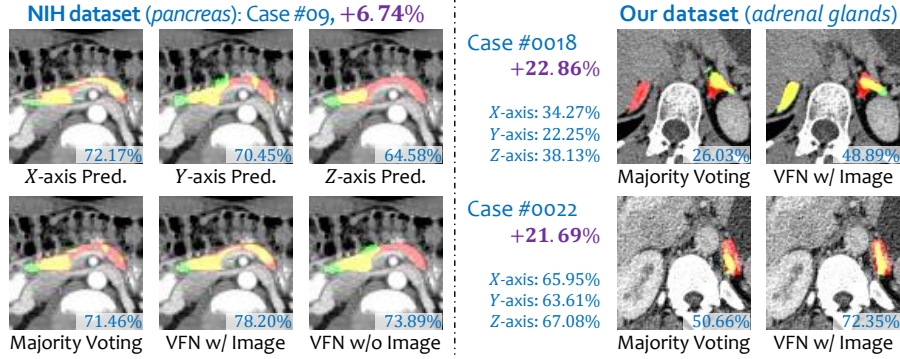 NIH dataset (pancreas): Case #09, +6.74%
72.17%
70.45%
64.58%
X-axis Pred.
Y-axis Pred.
Z-axis Pred.
71.46%
78.20%
73.89%
Majority Voting
VFN w/ Image
VFN w/o Image
Our dataset (adrenal glands)
Case #0018
+22.86%
X-axis: 34.27%
Y-axis: 22.25%
Z-axis: 38.13%
26.03%
48.89%
Majority Voting
VFN w/ Image
Case #0022
+21.69%
X-axis: 65.95%
Y-axis: 63.61%
Z-axis: 67.08%
50.66%
72.35%
Majority Voting
VFN w/ Image